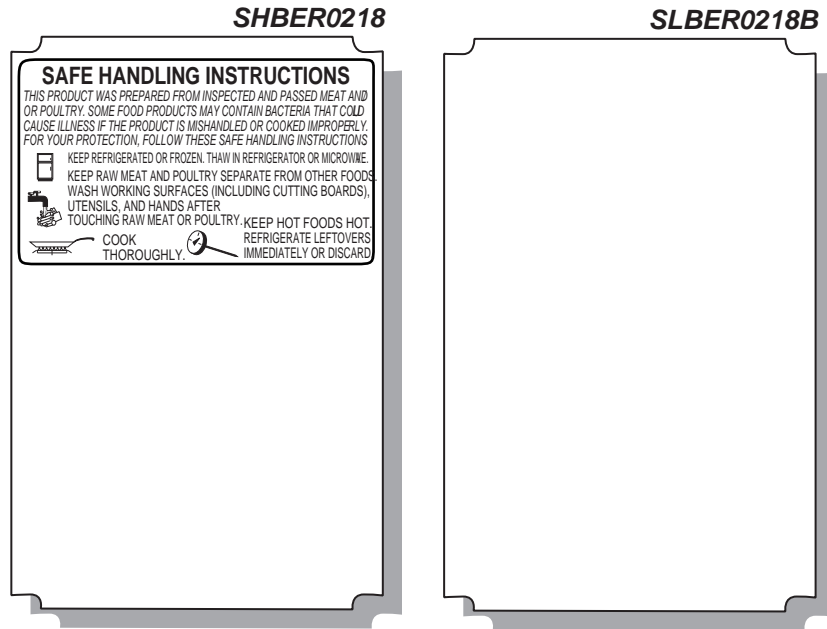 SHBER0218
SLBER0218B
SAFE HANDLING INSTRUCTIONS
THIS PRODUCT WAS PREPARED FROM INSPECTED AND PASSED MEAT AND
OR POULTRY. SOME FOOD PRODUCTS MAY CONTAIN BACTERIA THAT COULD
CAUSE ILLNESS IF THE PRODUCT IS MISHANDLED OR COOKED IMPROPERLY.
FOR YOUR PROTECTION, FOLLOW THESE SAFE HANDLING INSTRUCTIONS
KEEP REFRIGERATED OR FROZEN. THAW IN REFRIGERATOR OR MICROWAVE.
KEEP RAW MEAT AND POULTRY SEPARATE FROM OTHER FOODS.
WASH WORKING SURFACES (INCLUDING CUTTING BOARDS),
UTENSILS, AND HANDS AFTER
TOUCHING RAW MEAT OR POULTRY.
COOK
THOROUGHLY.
KEEP HOT FOODS HOT.
REFRIGERATE LEFTOVERS
IMMEDIATELY OR DISCARD